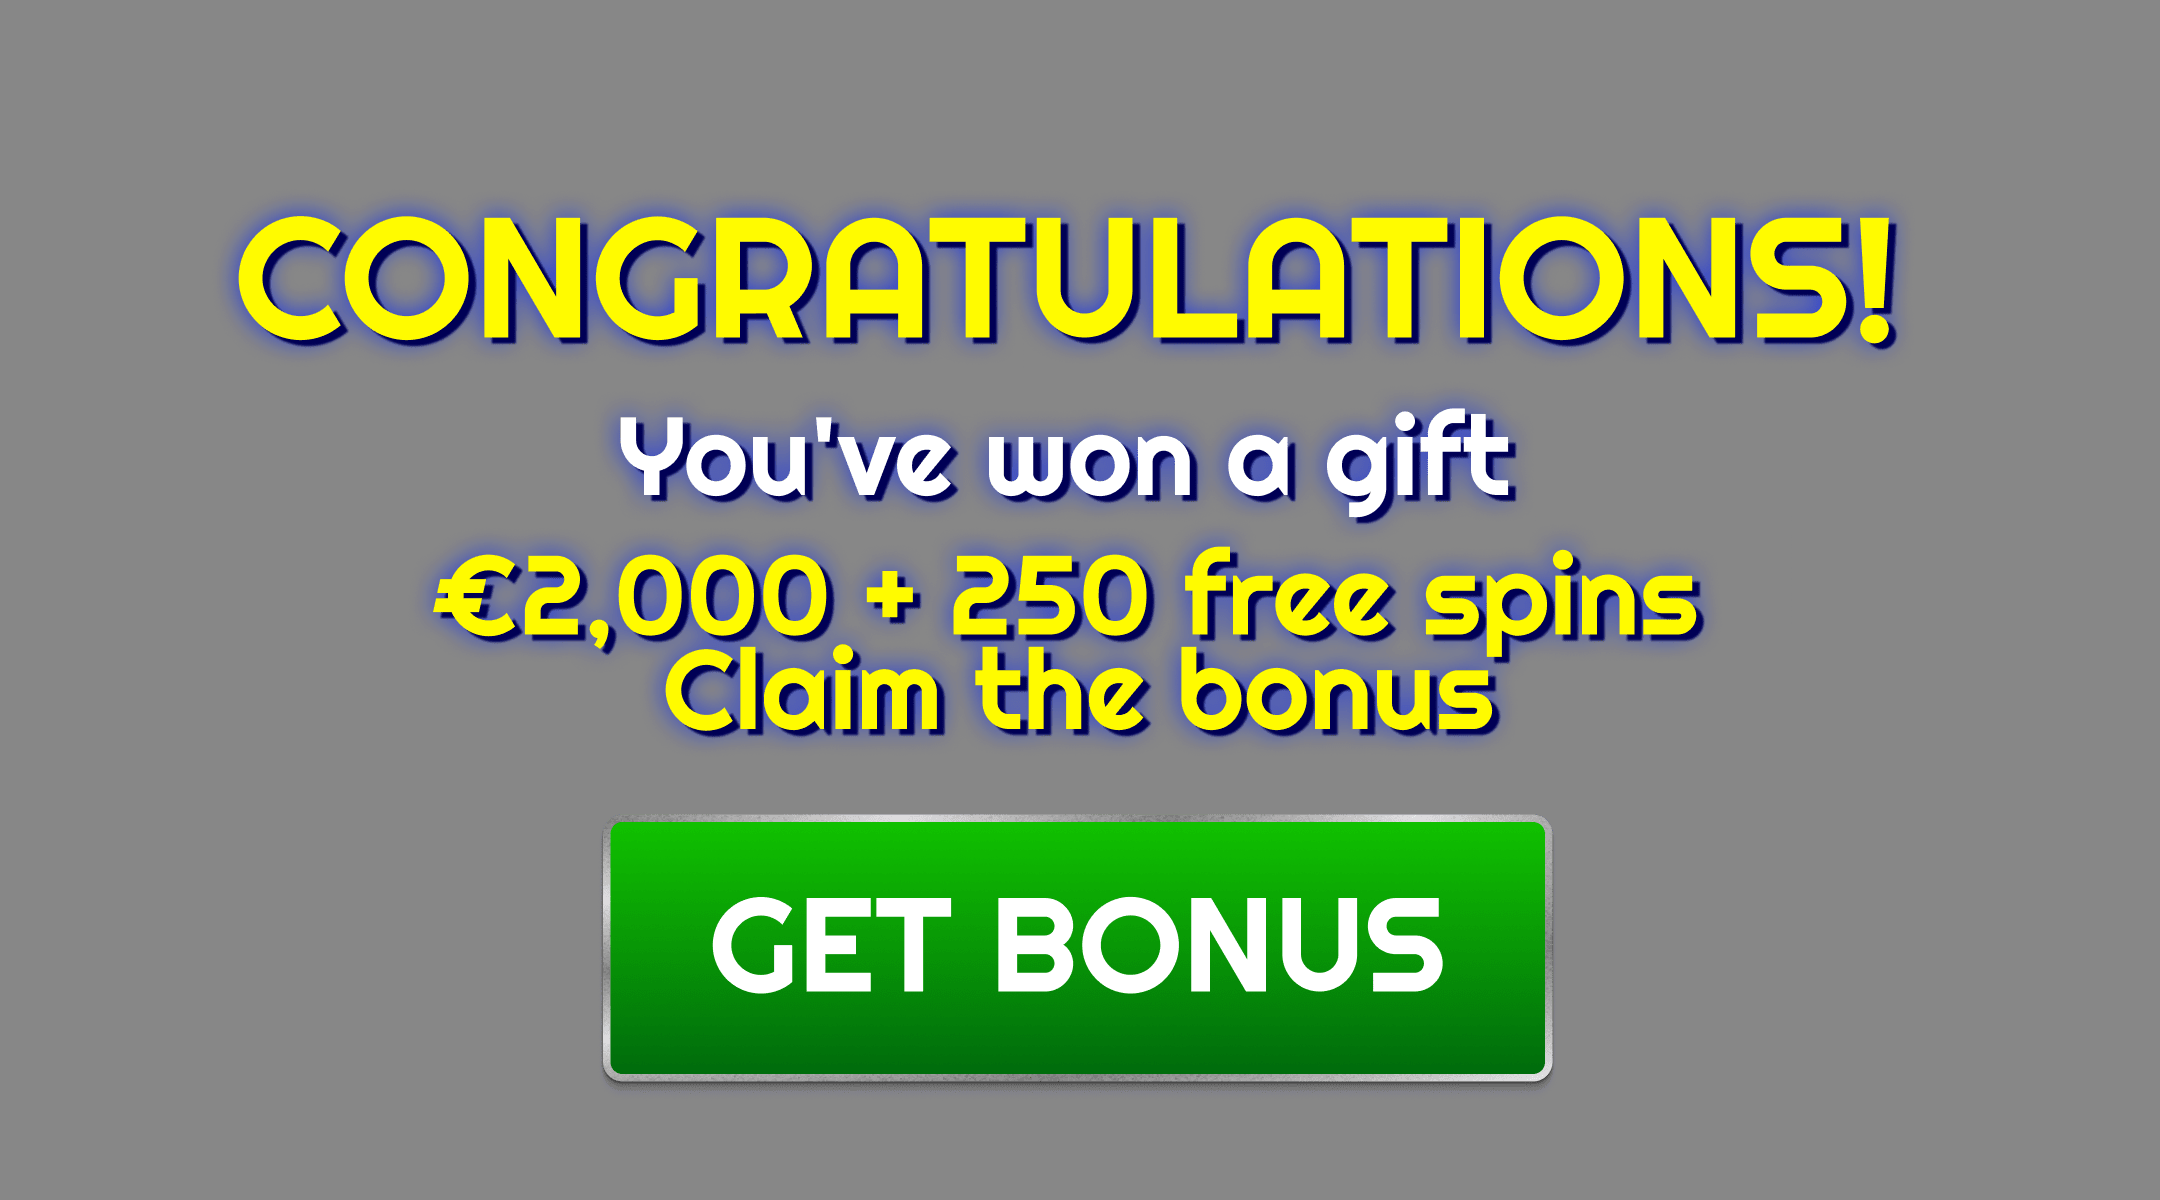 CONGRATULATIONS!
You've won a gift
€2,000 + 250 free spins
Claim the bonus
GET BONUS